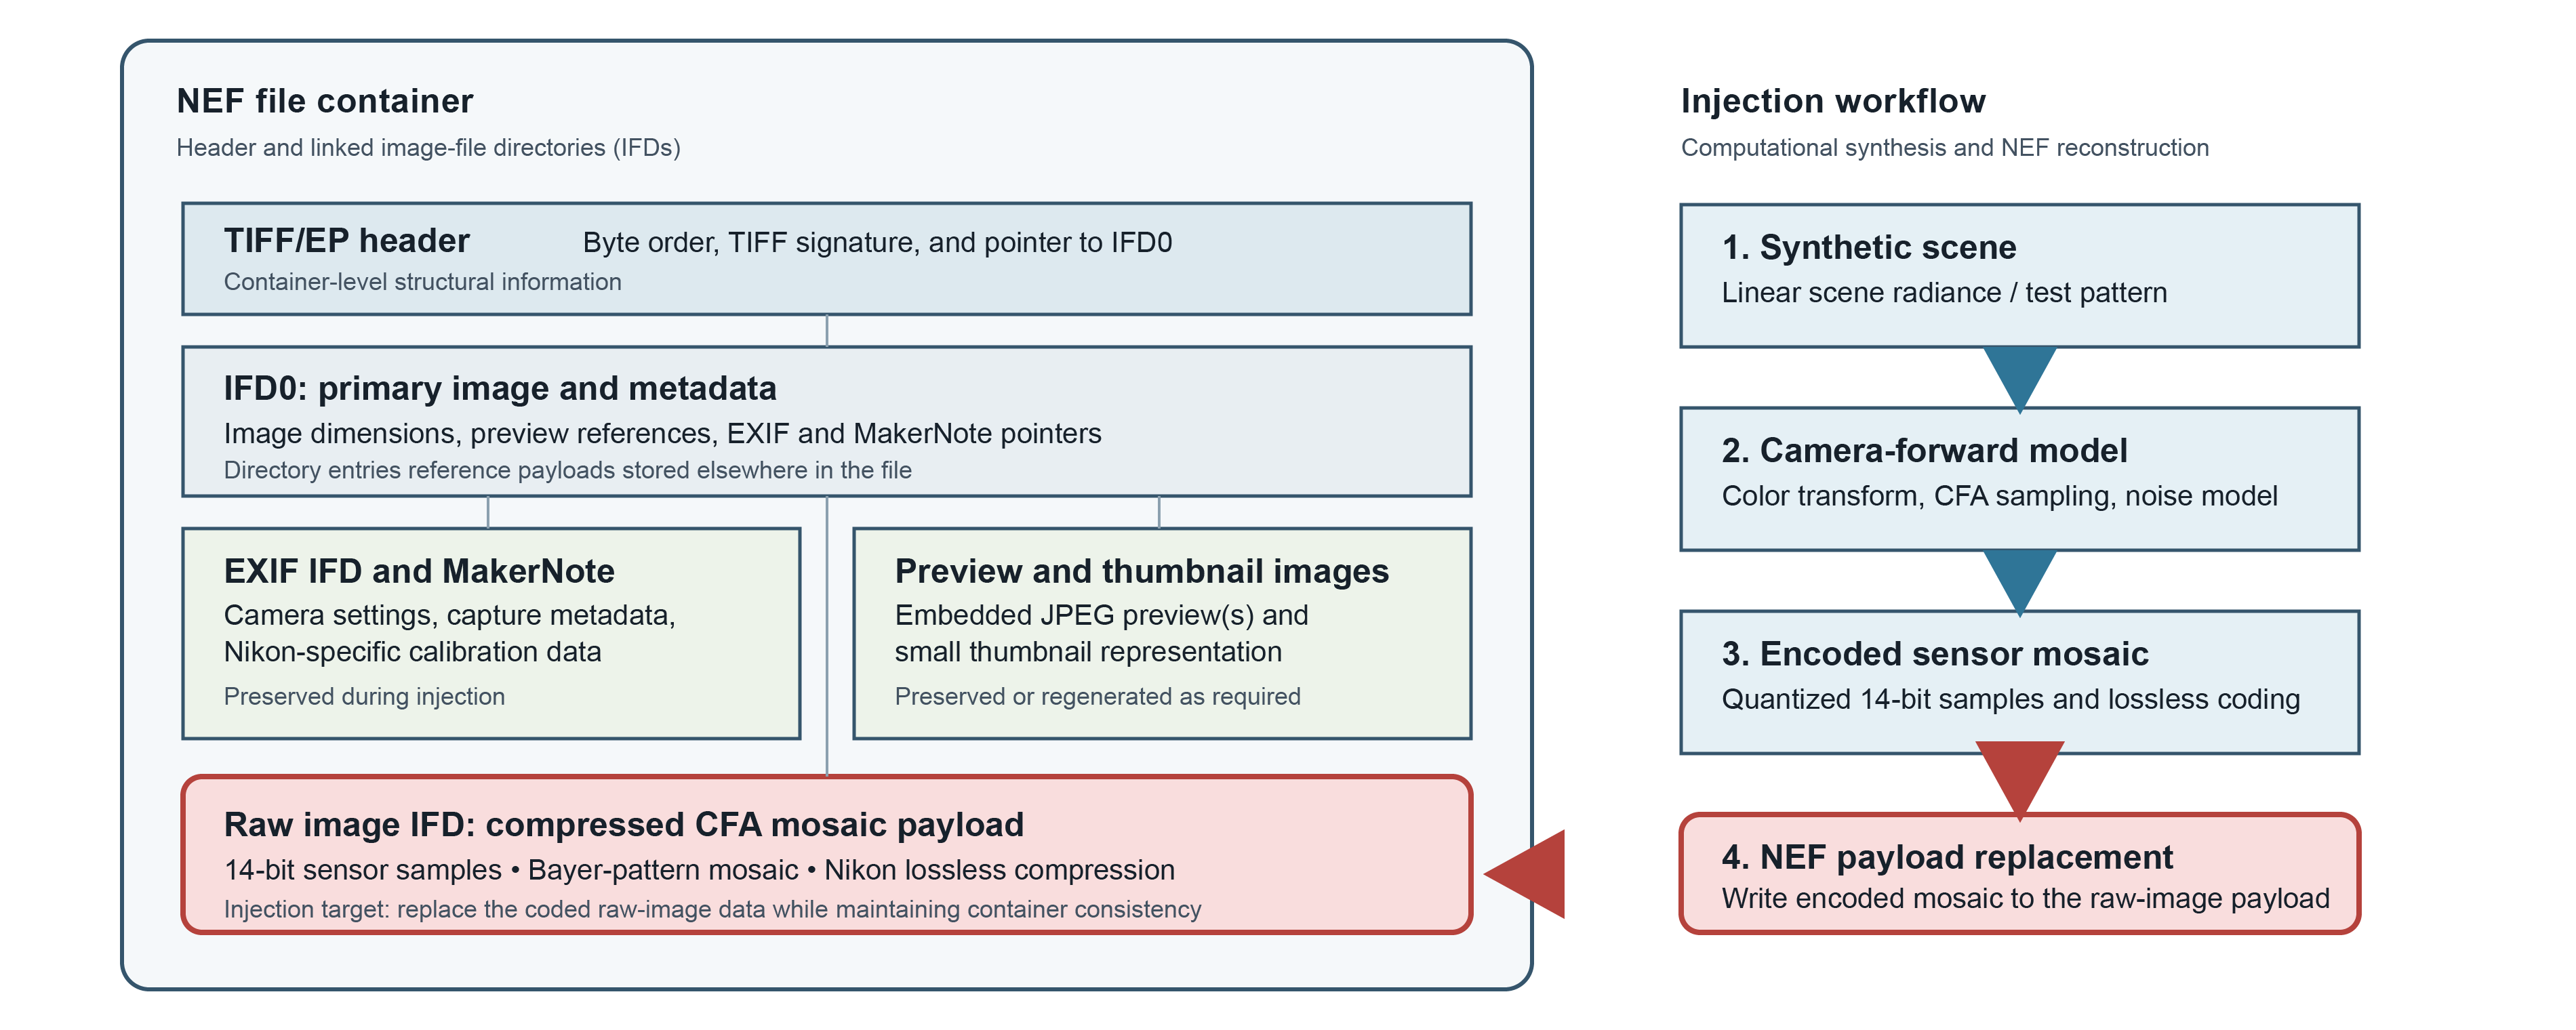 NEF file container
Header and linked image-file directories (IFDs)
TIFF/EP header
Byte order, TIFF signature, and pointer to IFD0
Container-level structural information
IFD0: primary image and metadata
Image dimensions, preview references, EXIF and MakerNote pointers
Directory entries reference payloads stored elsewhere in the file
EXIF IFD and MakerNote
Camera settings, capture metadata,
Nikon-specific calibration data
Preserved during injection
Preview and thumbnail images
Embedded JPEG preview(s) and
small thumbnail representation
Preserved or regenerated as required
Raw image IFD: compressed CFA mosaic payload
14-bit sensor samples • Bayer-pattern mosaic • Nikon lossless compression
Injection target: replace the coded raw-image data while maintaining container consistency
Injection workflow
Computational synthesis and NEF reconstruction
1. Synthetic scene
Linear scene radiance / test pattern
2. Camera-forward model
Color transform, CFA sampling, noise model
3. Encoded sensor mosaic
Quantized 14-bit samples and lossless coding
4. NEF payload replacement
Write encoded mosaic to the raw-image payload